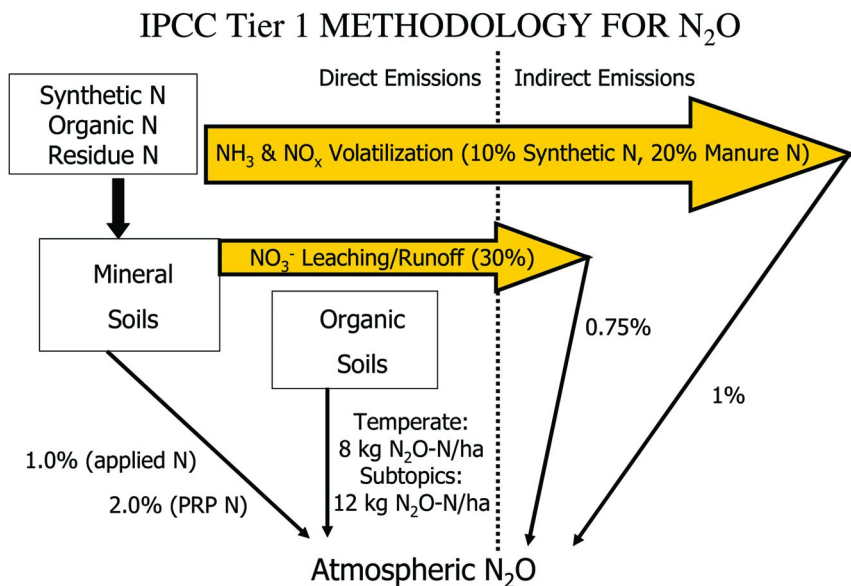 IPCC Tier 1 METHODOLOGY FOR N₂O
Direct Emissions
Indirect Emissions
Synthetic N
Organic N
Residue N
NH₃ & NOₓ Volatilization (10% Synthetic N, 20% Manure N)
NO₃⁻ Leaching/Runoff (30%)
Mineral
Soils
Organic
Soils
0.75%
1%
Temperate:
8 kg N₂O-N/ha
Subtopics:
12 kg N₂O-N/ha
1.0% (applied N)
2.0% (PRP N)
Atmospheric N₂O